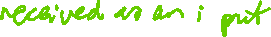 received as an i put